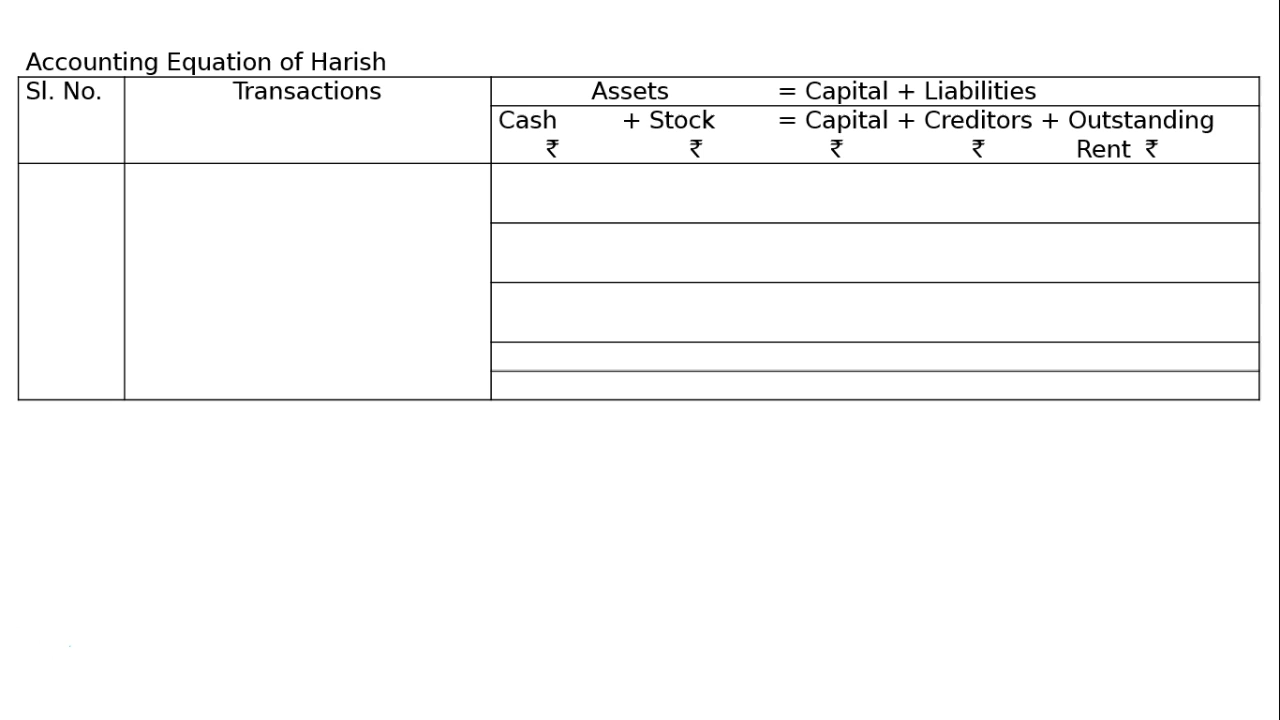 Accounting Equation of Harish
Sl. No. Transactions Assets = Capital + Liabilities
Cash + Stock = Capital + Creditors + Outstanding
₹ ₹ ₹ ₹ Rent ₹